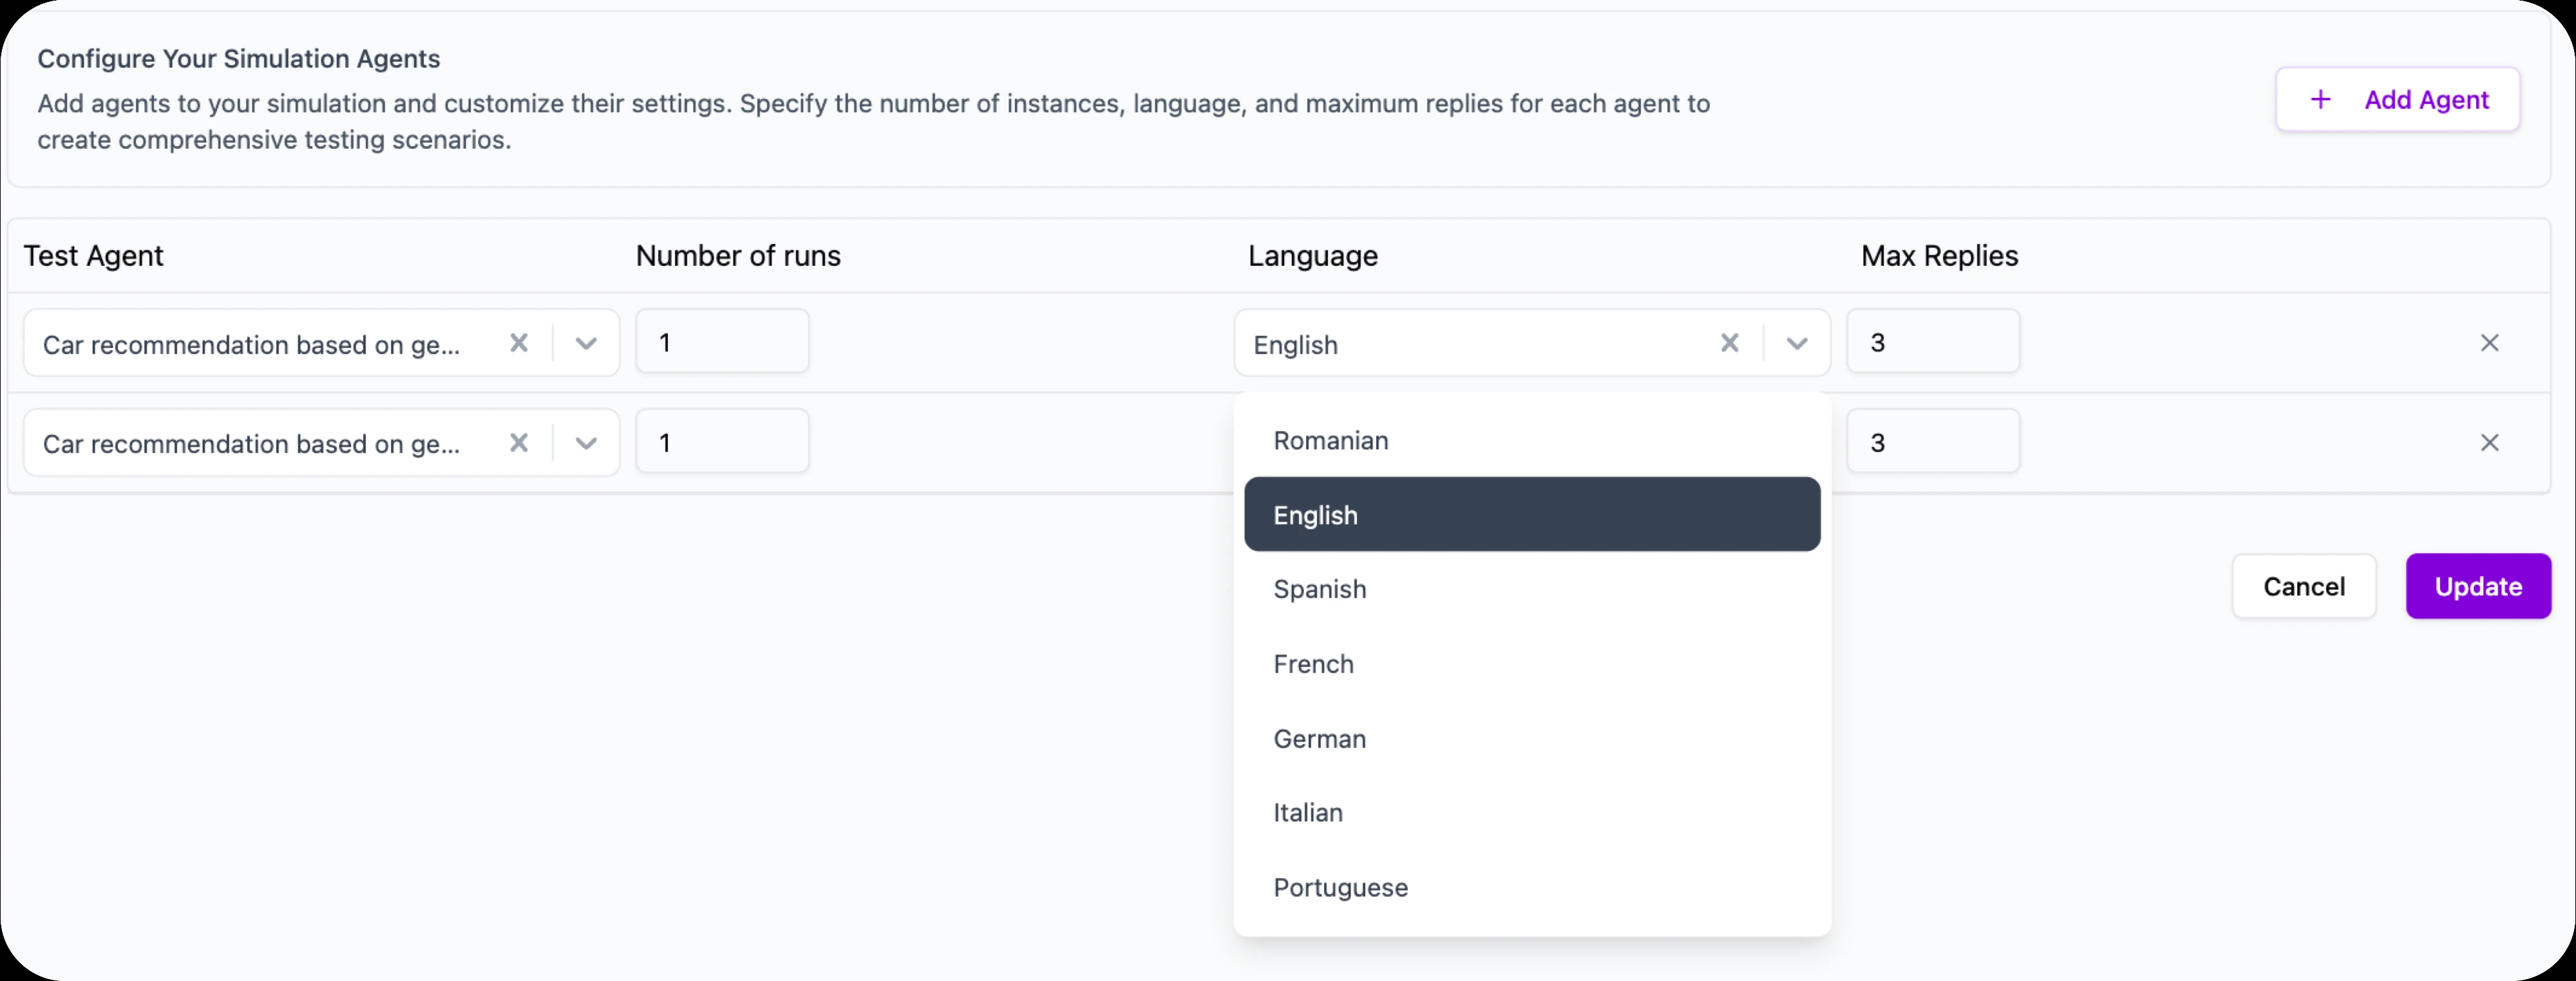 Configure Your Simulation Agents
Add agents to your simulation and customize their settings. Specify the number of instances, language, and maximum replies for each agent to
create comprehensive testing scenarios.
+ Add Agent
Test Agent Number of runs Language Max Replies
Car recommendation based on ge... 1 English 3
Car recommendation based on ge... 1 3
Romanian
English
Spanish
French
German
Italian
Portuguese
Cancel Update